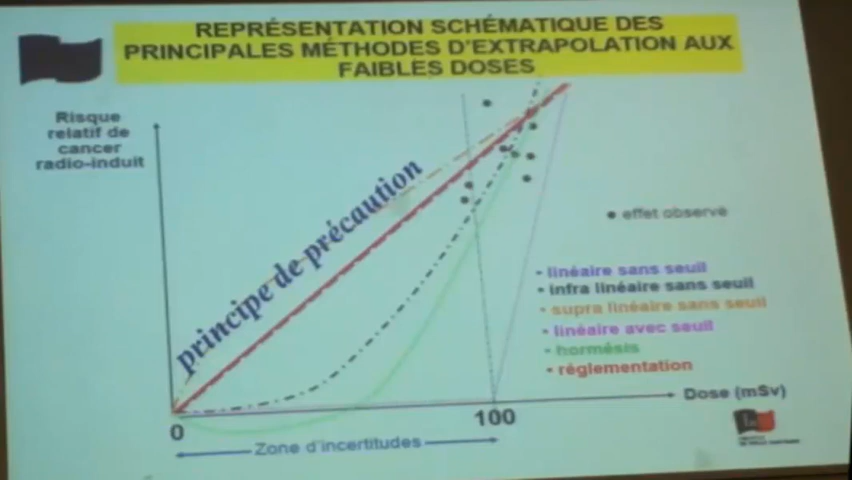 REPRÉSENTATION SCHÉMATIQUE DES
PRINCIPALES MÉTHODES D'EXTRAPOLATION AUX
FAIBLES DOSES
Risque
relatif de
cancer
radio-induit
principe de précaution
• effet observé
• linéaire sans seuil
• infra linéaire sans seuil
• supra linéaire sans seuil
• linéaire avec seuil
• hormésis
• réglementation
Dose (mSv)
0
100
Zone d'incertitudes